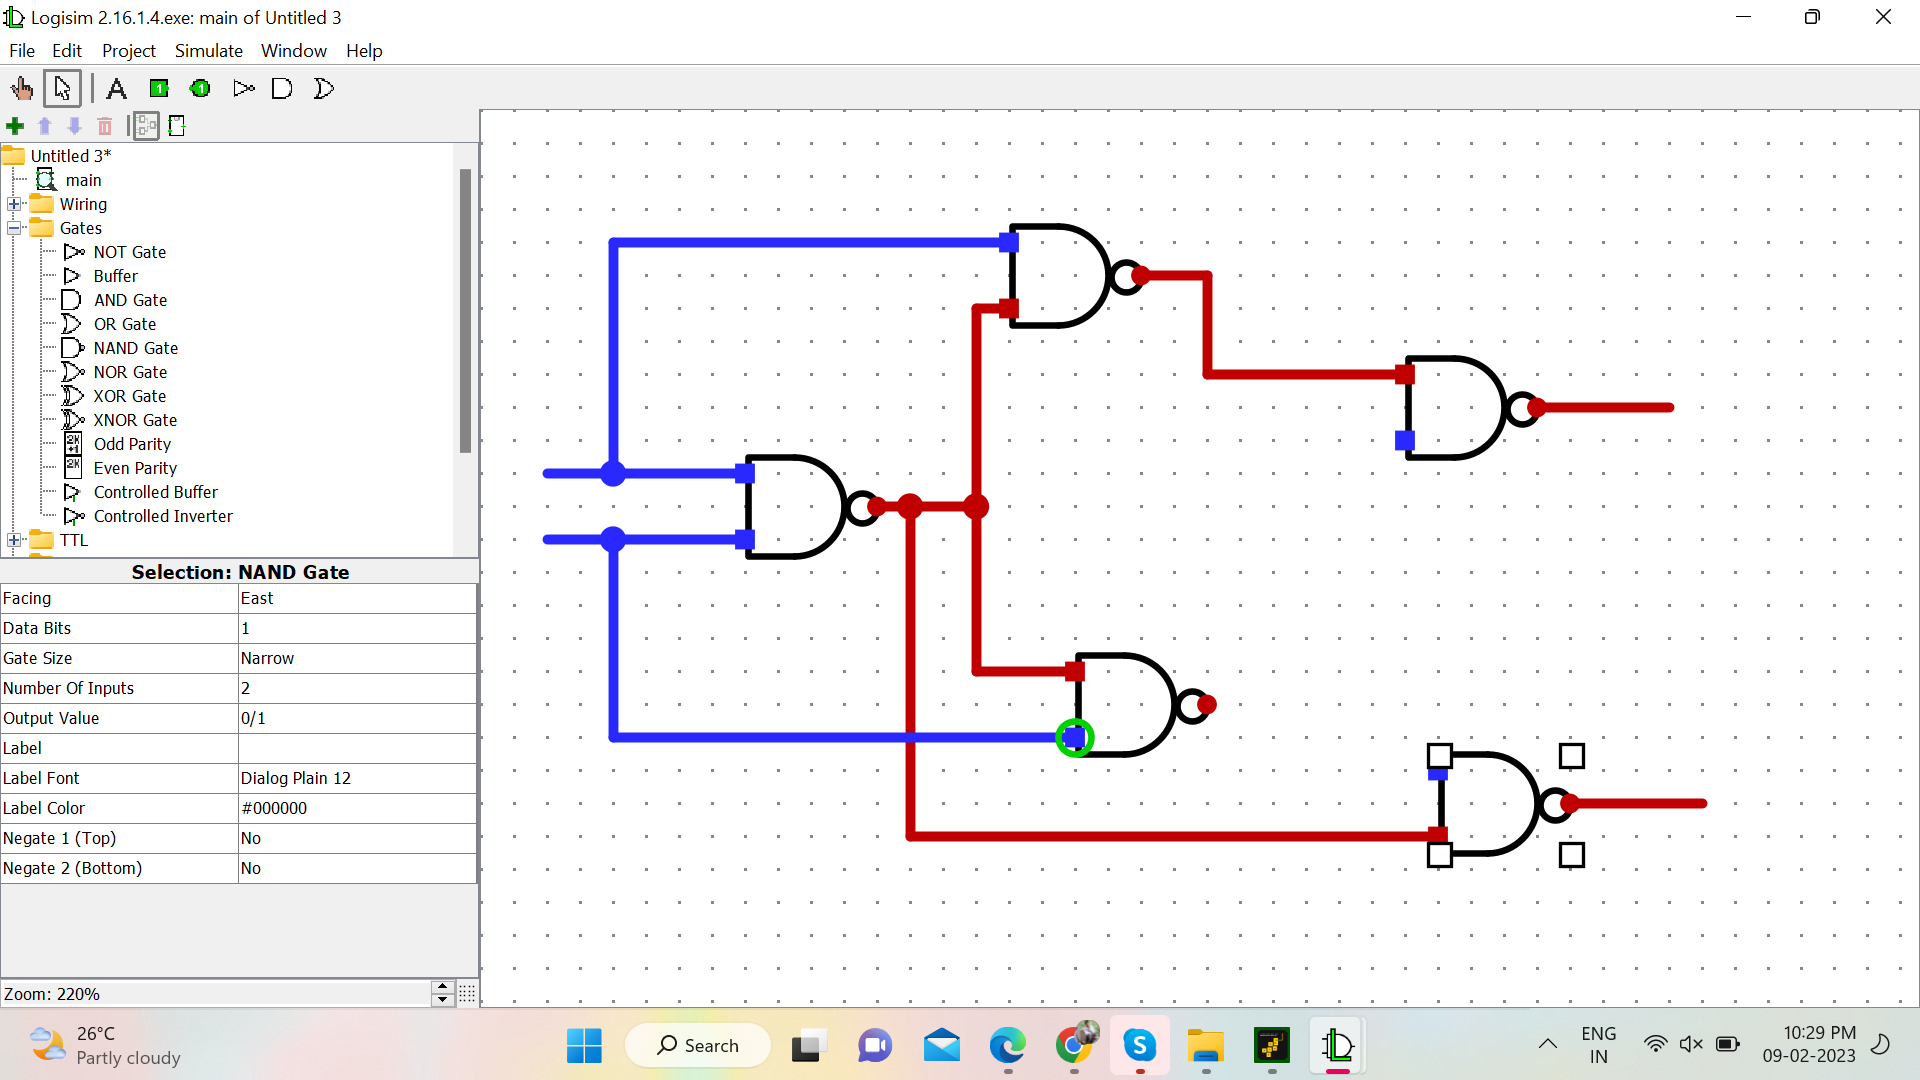 Logisim 2.16.1.4.exe: main of Untitled 3
File Edit Project Simulate Window Help
A 1 1
Untitled 3*
main
Wiring
Gates
NOT Gate
Buffer
AND Gate
OR Gate
NAND Gate
NOR Gate
XOR Gate
XNOR Gate
2K+1 Odd Parity
2K Even Parity
Controlled Buffer
Controlled Inverter
TTL
Selection: NAND Gate
Facing East
Data Bits 1
Gate Size Narrow
Number Of Inputs 2
Output Value 0/1
Label
Label Font Dialog Plain 12
Label Color #000000
Negate 1 (Top) No
Negate 2 (Bottom) No
Zoom: 220%
26°C
Partly cloudy
Search
S
ENG
IN
10:29 PM
09-02-2023